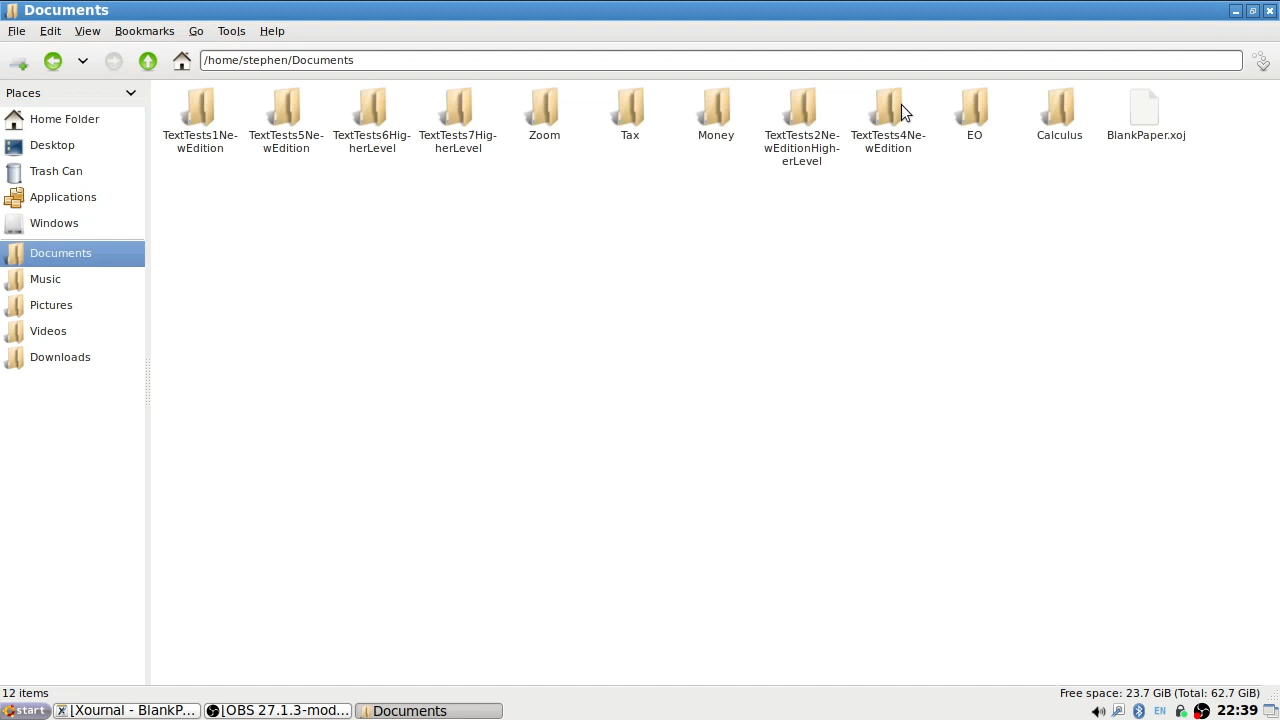 Documents
File Edit View Bookmarks Go Tools Help
/home/stephen/Documents
Places
Home Folder
Desktop
Trash Can
Applications
Windows
Documents
Music
Pictures
Videos
Downloads
TextTests1Ne-
wEdition
TextTests5Ne-
wEdition
TextTests6Hig-
herLevel
TextTests7Hig-
herLevel
Zoom
Tax
Money
TextTests2Ne-
wEditionHigh-
erLevel
TextTests4Ne-
wEdition
EO
Calculus
BlankPaper.xoj
12 items
Free space: 23.7 GiB (Total: 62.7 GiB)
start
[Xournal - BlankP...
[OBS 27.1.3-mod...
Documents
EN
22:39